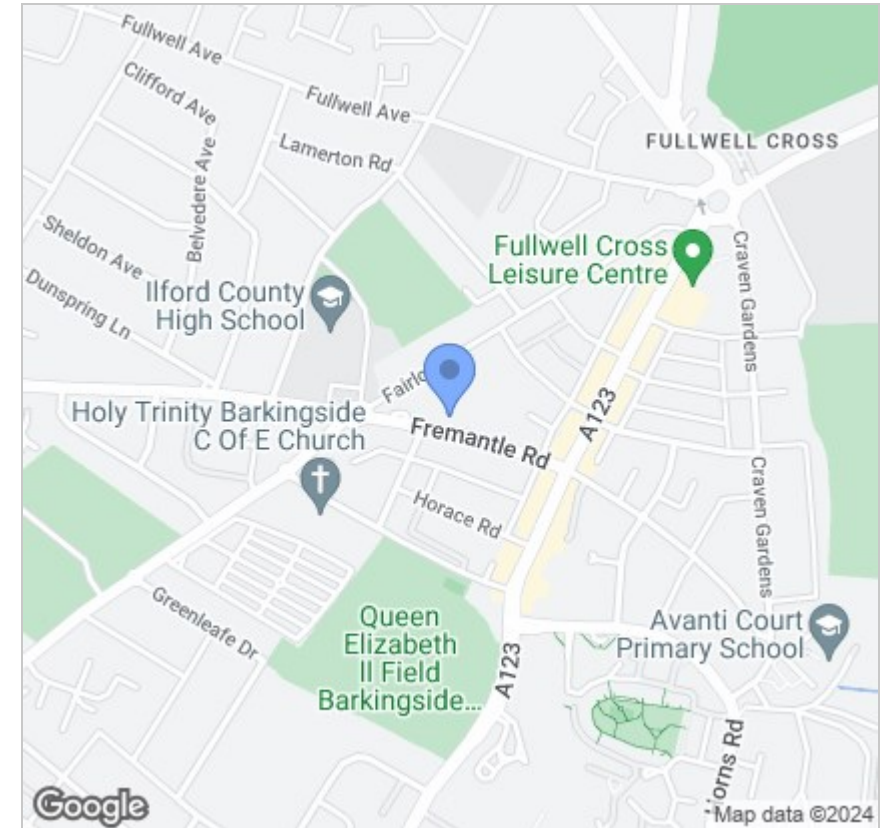 Fullwell Ave
Clifford Ave
Fullwell Ave
FULLWELL CROSS
Lamerton Rd
Belvedere Ave
Sheldon Ave
Dunspring Ln
Fullwell Cross
Leisure Centre
Craven Gardens
Ilford County
High School
Fairlo
A123
Holy Trinity Barkingside
C Of E Church
Fremantle Rd
Horace Rd
Craven Gardens
Greenleafe Dr
Queen
Elizabeth
II Field
Barkingside...
A123
Avanti Court
Primary School
Horns Rd
Google
Map data ©2024